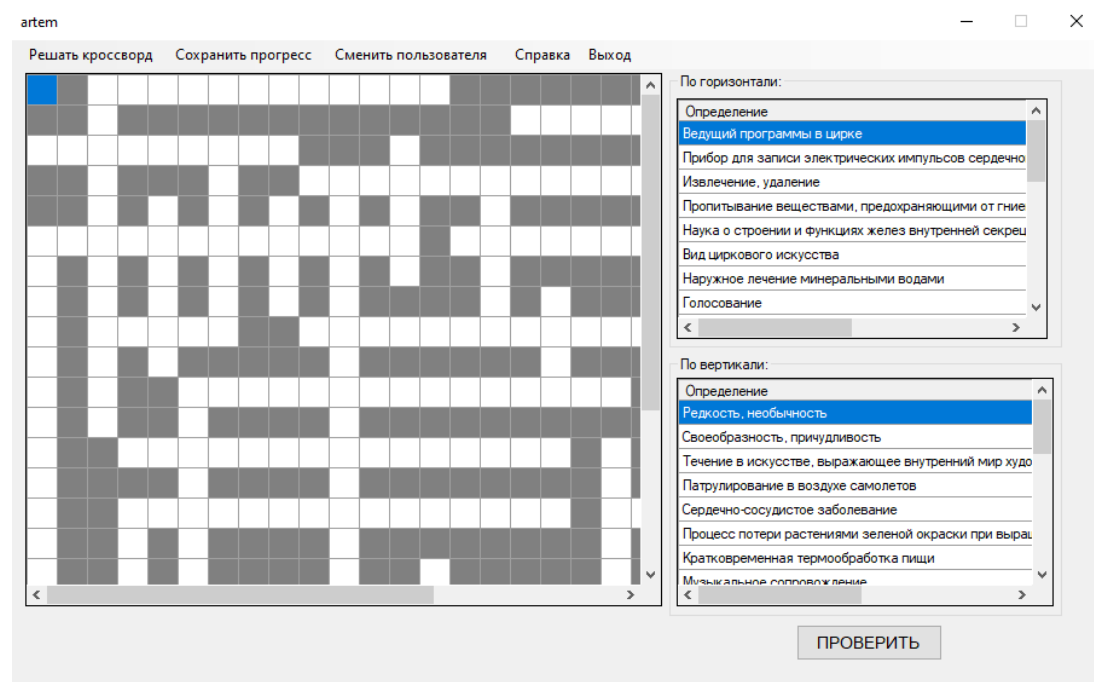 artem
Решать кроссворд Сохранить прогресс Сменить пользователя Справка Выход
По горизонтали:
Определение
Ведущий программы в цирке
Прибор для записи электрических импульсов сердечно
Извлечение, удаление
Пропитывание веществами, предохраняющими от гние
Наука о строении и функциях желез внутренней секрец
Вид циркового искусства
Наружное лечение минеральными водами
Голосование
По вертикали:
Определение
Редкость, необычность
Своеобразность, причудливость
Течение в искусстве, выражающее внутренний мир худо
Патрулирование в воздухе самолетов
Сердечно-сосудистое заболевание
Процесс потери растениями зеленой окраски при выращ
Кратковременная термообработка пищи
Музыкальное сопровождение
ПРОВЕРИТЬ